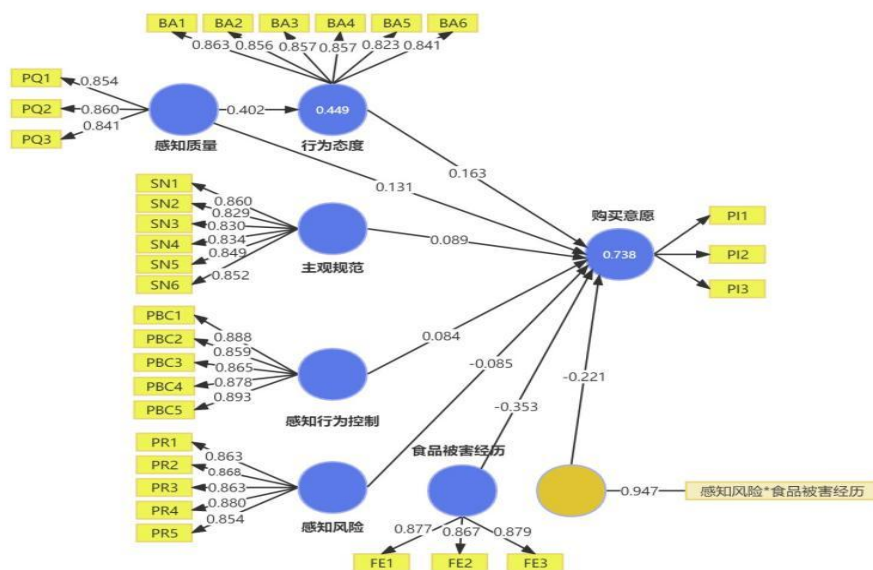 BA1 BA2 BA3 BA4 BA5 BA6
0.863 0.856 0.857 0.857 0.823 0.841
PQ1
PQ2
PQ3
0.854
0.860
0.841
感知质量
0.402
0.449
行为态度
0.163
0.131
SN1
SN2
SN3
SN4
SN5
SN6
0.860
0.829
0.830
0.834
0.849
0.852
主观规范
0.089
购买意愿
0.738
PI1
PI2
PI3
PBC1
PBC2
PBC3
PBC4
PBC5
0.888
0.859
0.865
0.878
0.893
感知行为控制
0.084
-0.085
-0.353
-0.221
PR1
PR2
PR3
PR4
PR5
0.863
0.868
0.863
0.880
0.854
感知风险
食品被害经历
0.877 0.867 0.879
FE1 FE2 FE3
0.947
感知风险*食品被害经历